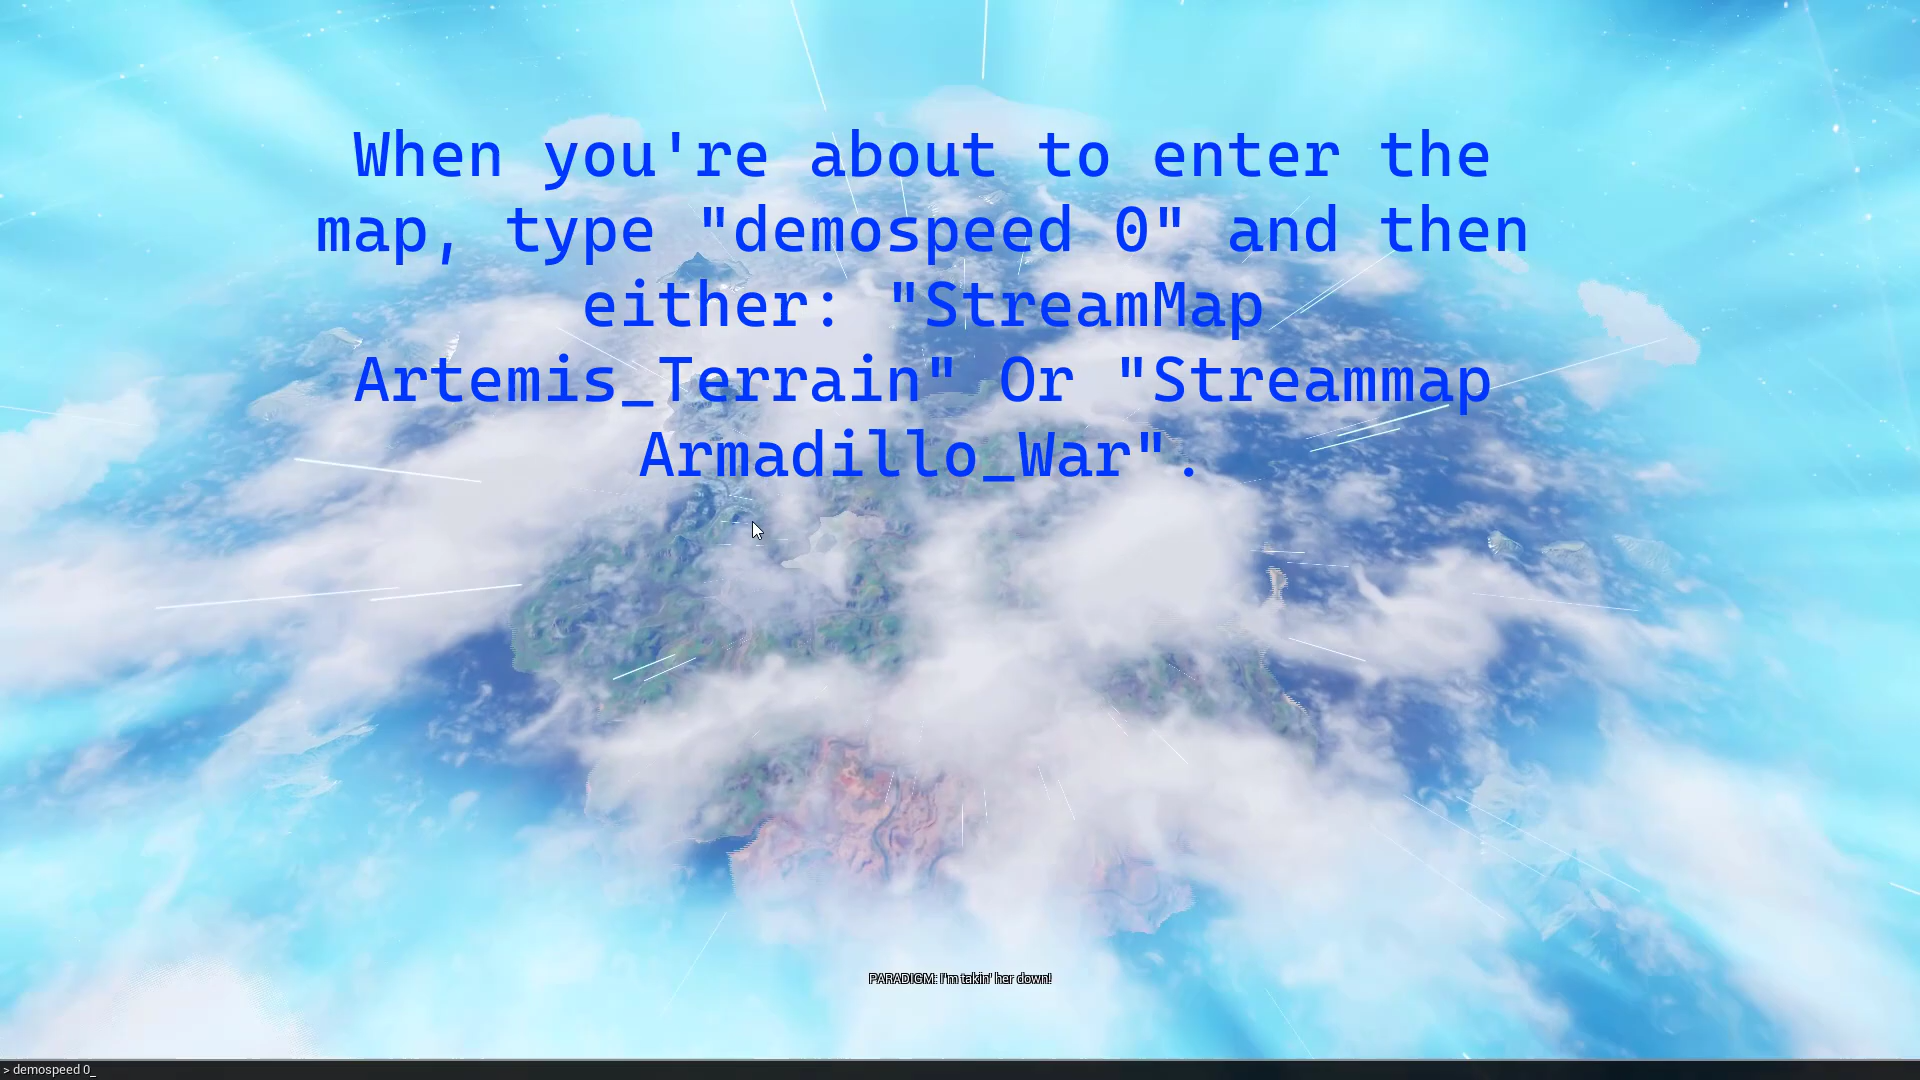 When you're about to enter the
map, type "demospeed 0" and then
either: "StreamMap
Artemis_Terrain" Or "Streammap
Armadillo_War".
PARADIGM: I'm takin' her down!
> demospeed 0_